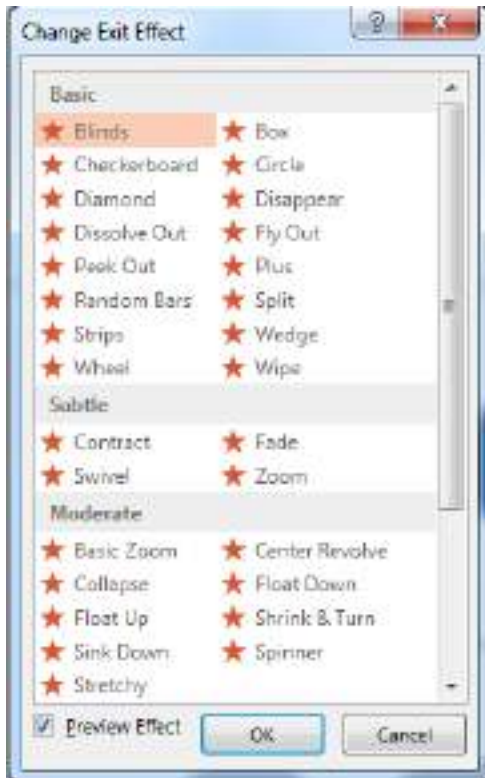 Change Exit Effect
Basic
Blinds Box
Checkerboard Circle
Diamond Disappear
Dissolve Out Fly Out
Peek Out Plus
Random Bars Split
Strips Wedge
Wheel Wipe
Subtle
Contract Fade
Swivel Zoom
Moderate
Basic Zoom Center Revolve
Collapse Float Down
Float Up Shrink & Turn
Sink Down Spinner
Stretchy
Preview Effect OK Cancel